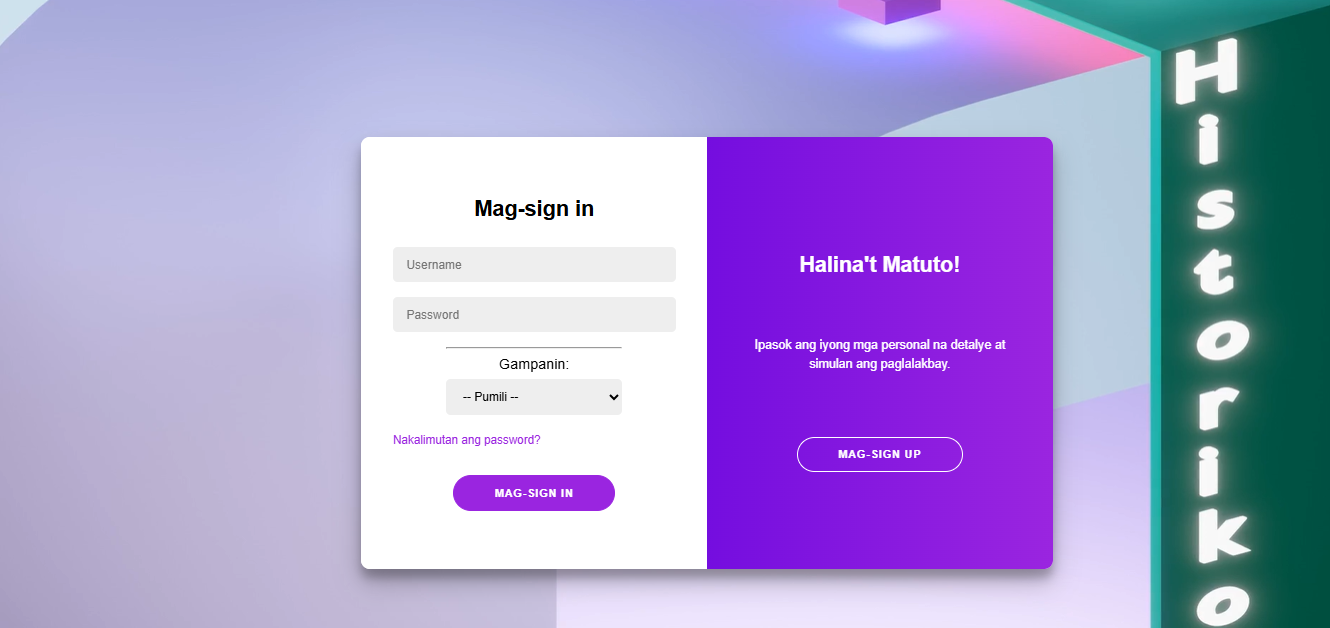 Mag-sign in
Username
Password
Gampanin:
-- Pumili --
Nakalimutan ang password?
MAG-SIGN IN
Halina't Matuto!
Ipasok ang iyong mga personal na detalye at
simulan ang paglalakbay.
MAG-SIGN UP
Historiko